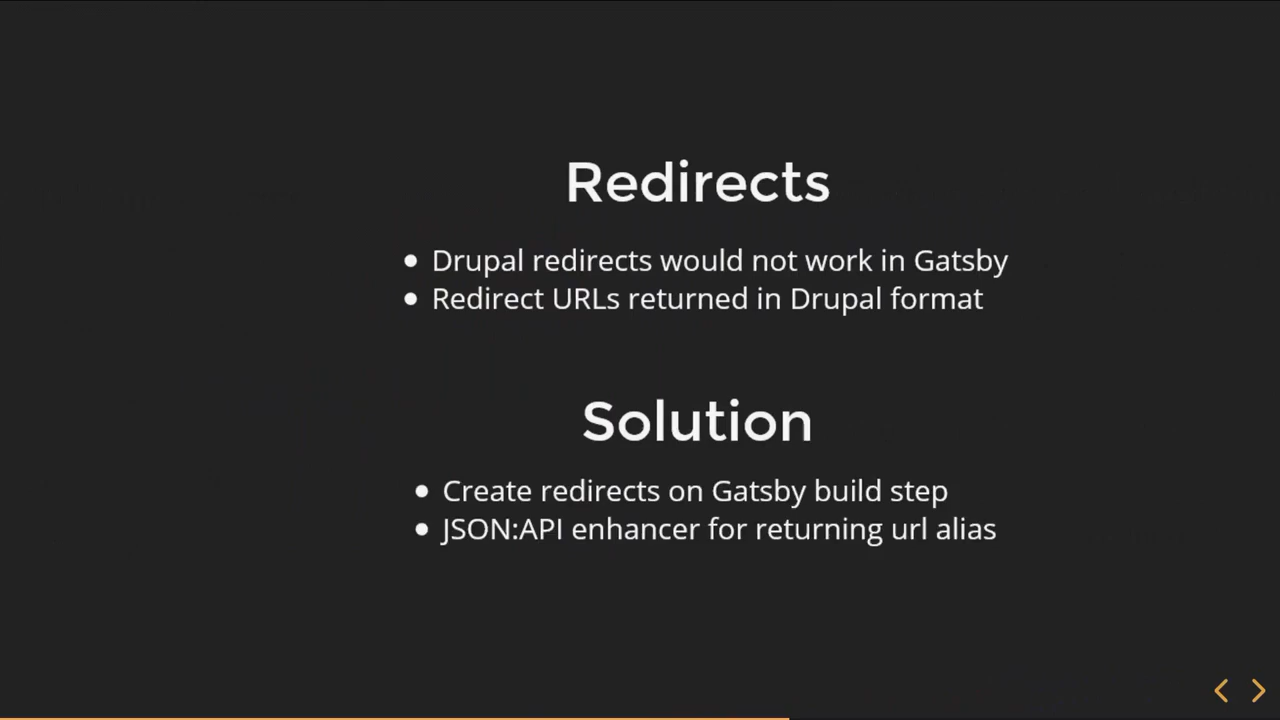 Redirects
Drupal redirects would not work in Gatsby
Redirect URLs returned in Drupal format
Solution
Create redirects on Gatsby build step
JSON:API enhancer for returning url alias